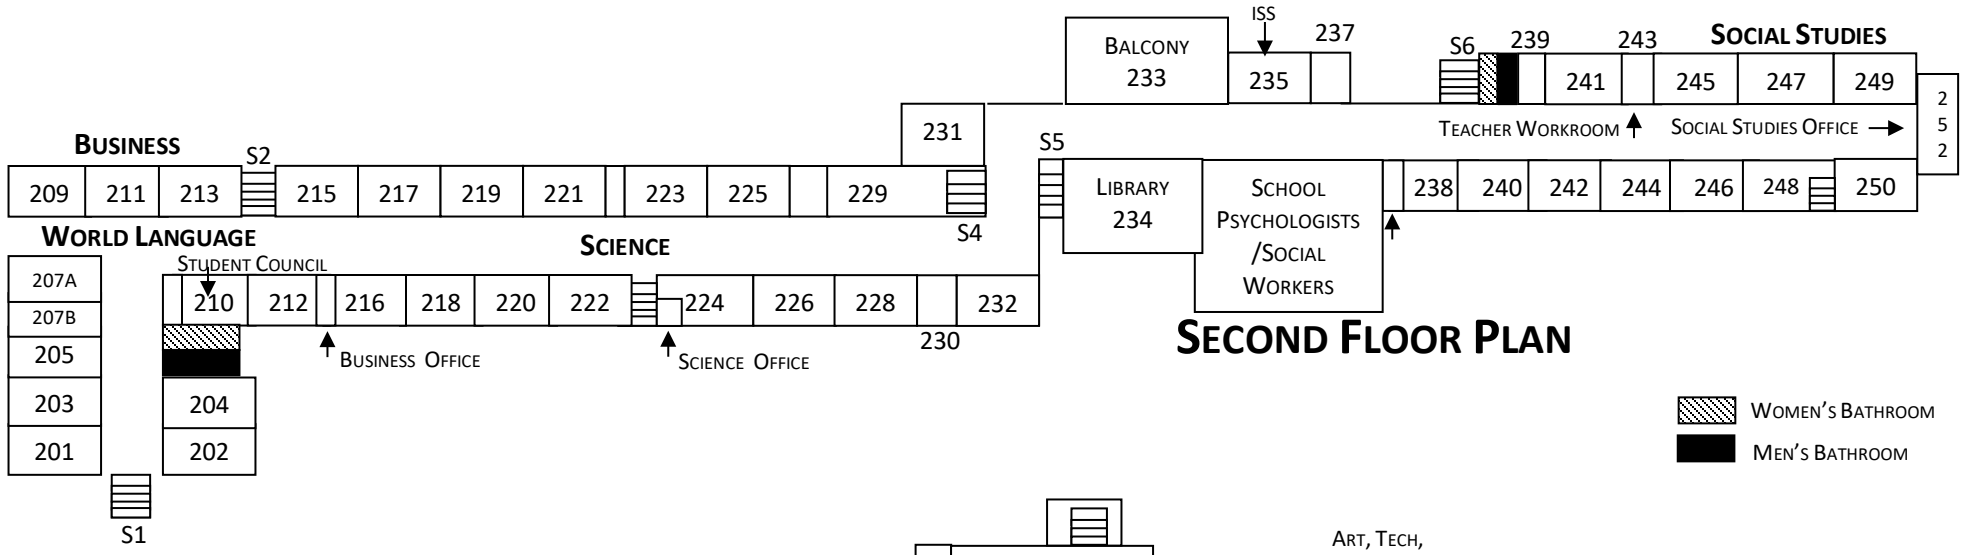 ISS
237
BALCONY
233
235
S6
239
243
SOCIAL STUDIES
241
245
247
249
2
5
2
231
TEACHER WORKROOM
SOCIAL STUDIES OFFICE
BUSINESS
S2
S5
209
211
213
215
217
219
221
223
225
229
S4
LIBRARY
234
SCHOOL
PSYCHOLOGISTS
/SOCIAL
WORKERS
238
240
242
244
246
248
250
WORLD LANGUAGE
SCIENCE
STUDENT COUNCIL
207A
207B
205
203
201
210
212
216
218
220
222
224
226
228
230
232
BUSINESS OFFICE
SCIENCE OFFICE
SECOND FLOOR PLAN
204
202
S1
WOMEN'S BATHROOM
MEN'S BATHROOM
ART, TECH,